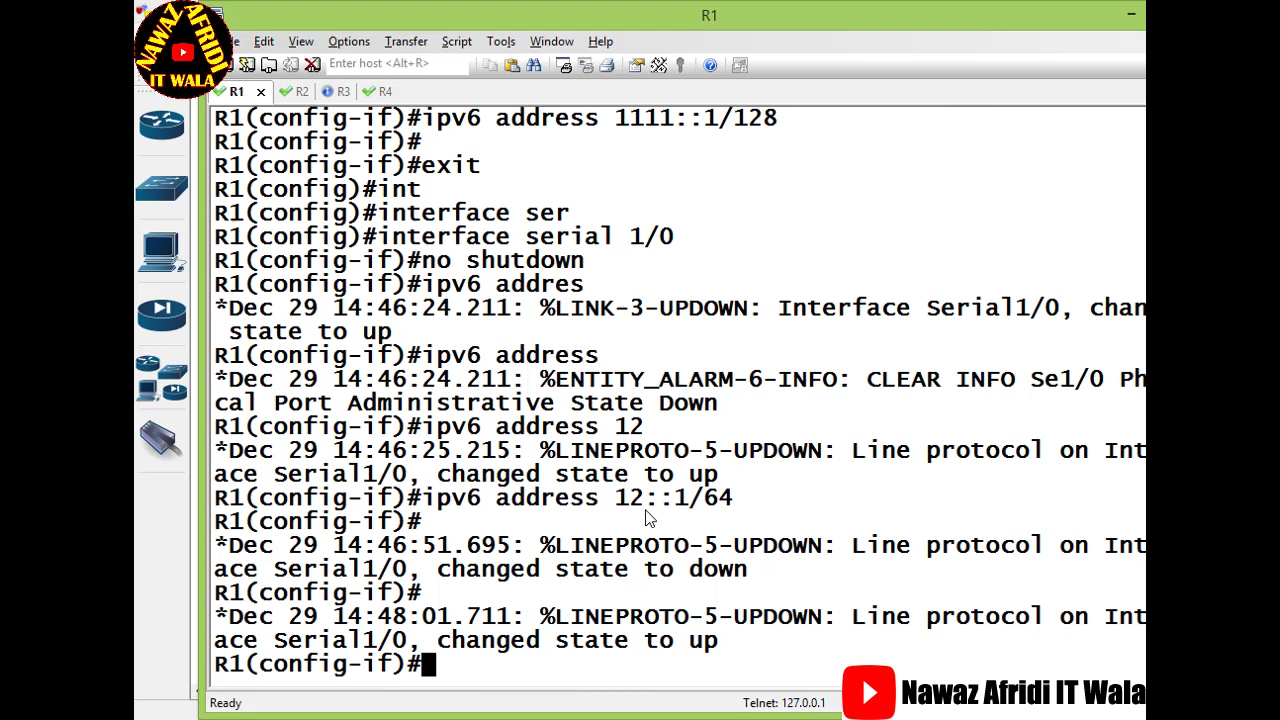 R1
NAWAZ AFRIDI
IT WALA
Edit View Options Transfer Script Tools Window Help
Enter host <Alt+R>
R1 R2 R3 R4
R1(config-if)#ipv6 address 1111::1/128
R1(config-if)#
R1(config-if)#exit
R1(config)#int
R1(config)#interface ser
R1(config)#interface serial 1/0
R1(config-if)#no shutdown
R1(config-if)#ipv6 addres
*Dec 29 14:46:24.211: %LINK-3-UPDOWN: Interface Serial1/0, chan
state to up
R1(config-if)#ipv6 address
*Dec 29 14:46:24.211: %ENTITY_ALARM-6-INFO: CLEAR INFO Se1/0 Ph
cal Port Administrative State Down
R1(config-if)#ipv6 address 12
*Dec 29 14:46:25.215: %LINEPROTO-5-UPDOWN: Line protocol on Int
ace Serial1/0, changed state to up
R1(config-if)#ipv6 address 12::1/64
R1(config-if)#
*Dec 29 14:46:51.695: %LINEPROTO-5-UPDOWN: Line protocol on Int
ace Serial1/0, changed state to down
R1(config-if)#
*Dec 29 14:48:01.711: %LINEPROTO-5-UPDOWN: Line protocol on Int
ace Serial1/0, changed state to up
R1(config-if)#
Ready Telnet: 127.0.0.1
Nawaz Afridi IT Wala